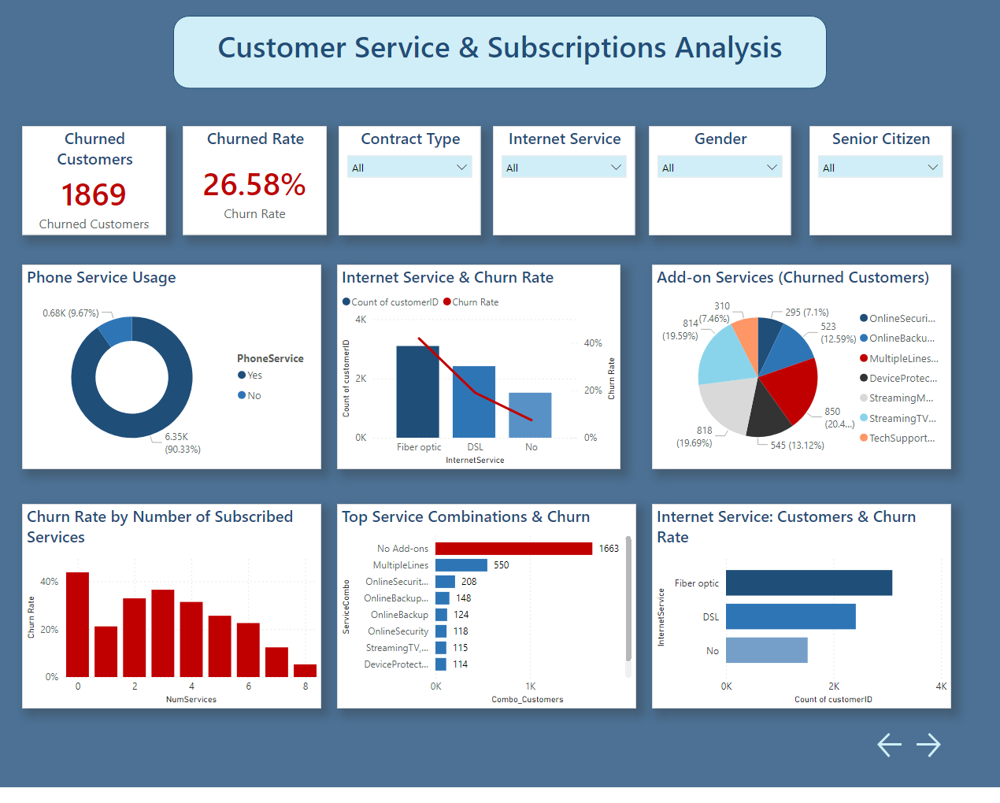 Customer Service & Subscriptions Analysis
Churned
Customers
1869
Churned Customers
Churned Rate
26.58%
Churn Rate
Contract Type
All
Internet Service
All
Gender
All
Senior Citizen
All
Phone Service Usage
0.68K (9.67%)
6.35K
(90.33%)
PhoneService
Yes
No
Internet Service & Churn Rate
Count of customerID Churn Rate
4K
2K
0K
Count of customerID
40%
20%
0%
Churn Rate
Fiber optic DSL No
InternetService
Add-on Services (Churned Customers)
310
(7.46%)
295 (7.1%)
814
(19.59%)
523
(12.59%)
850
(20.4...)
818
(19.69%)
545 (13.12%)
OnlineSecuri...
OnlineBacku...
MultipleLines...
DeviceProtec...
StreamingM...
StreamingTV...
TechSupport...
Churn Rate by Number of Subscribed
Services
Churn Rate
40%
20%
0%
0 2 4 6 8
NumServices
Top Service Combinations & Churn
ServiceCombo
No Add-ons 1663
MultipleLines 550
OnlineSecurit... 208
OnlineBackup... 148
OnlineBackup 124
OnlineSecurity 118
StreamingTV,... 115
DeviceProtect... 114
0K 1K
Combo_Customers
Internet Service: Customers & Churn
Rate
InternetService
Fiber optic
DSL
No
0K 2K 4K
Count of customerID